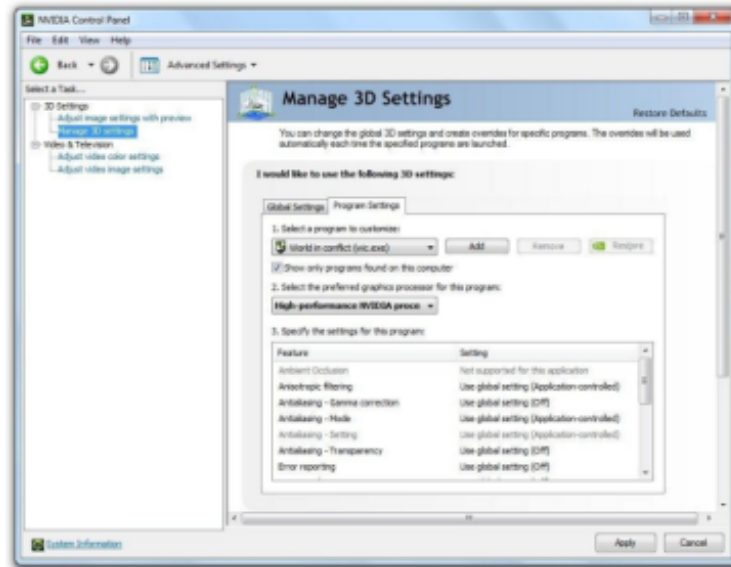 NVIDIA Control Panel
File Edit View Help
Back Advanced Settings
Select a Task...
3D Settings
Adjust image settings with preview
Manage 3D settings
Video & Television
Adjust video color settings
Adjust video image settings
Manage 3D Settings
Restore Defaults
You can change the global 3D settings and create overrides for specific programs. The overrides will be used
automatically each time the specified programs are launched.
I would like to use the following 3D settings:
Global Settings Program Settings
1. Select a program to customize:
World in conflict (wic.exe) Add Remove Restore
Show only programs found on this computer
2. Select the preferred graphics processor for this program:
High-performance NVIDIA proce
3. Specify the settings for this program:
Feature Setting
Ambient Occlusion Not supported for this application
Anisotropic filtering Use global setting (Application-controlled)
Antialiasing - Gamma correction Use global setting (Off)
Antialiasing - Mode Use global setting (Application-controlled)
Antialiasing - Setting Use global setting (Application-controlled)
Antialiasing - Transparency Use global setting (Off)
Error reporting Use global setting (Off)
System Information
Apply Cancel